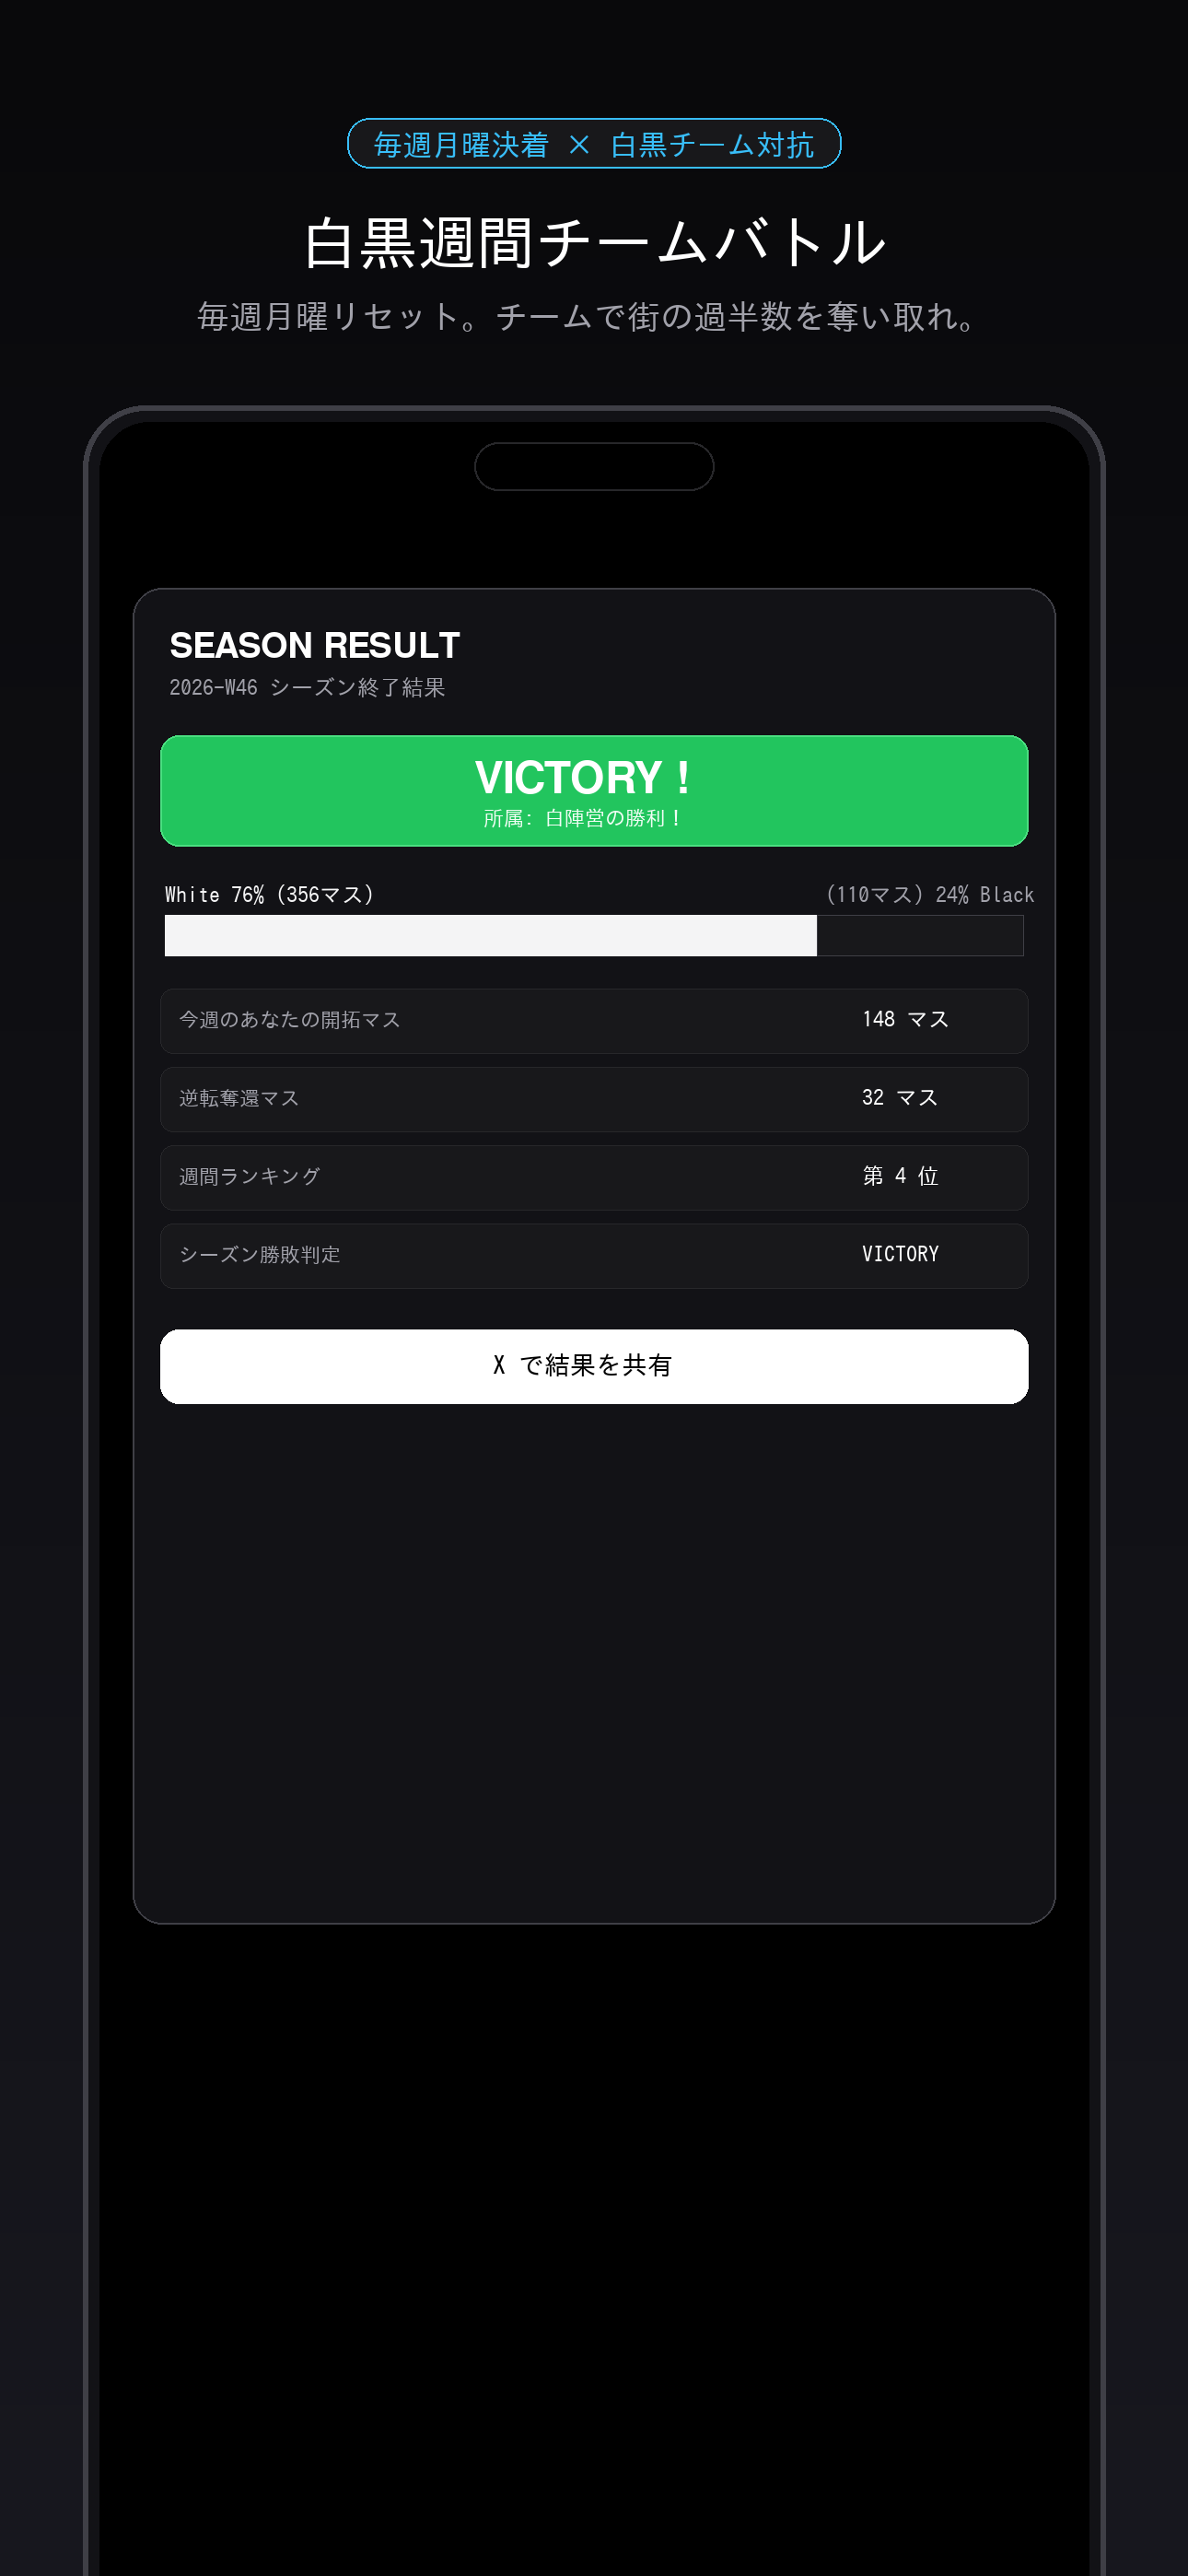 毎週月曜決着 × 白黒チーム対抗
白黒週間チームバトル
毎週月曜リセット。チームで街の過半数を奪い取れ。
SEASON RESULT
2026-W46 シーズン終了結果
VICTORY！
所属: 白陣営の勝利！
White 76% (356マス)
(110マス) 24% Black
今週のあなたの開拓マス
148 マス
逆転奪還マス
32 マス
週間ランキング
第 4 位
シーズン勝敗判定
VICTORY
X で結果を共有